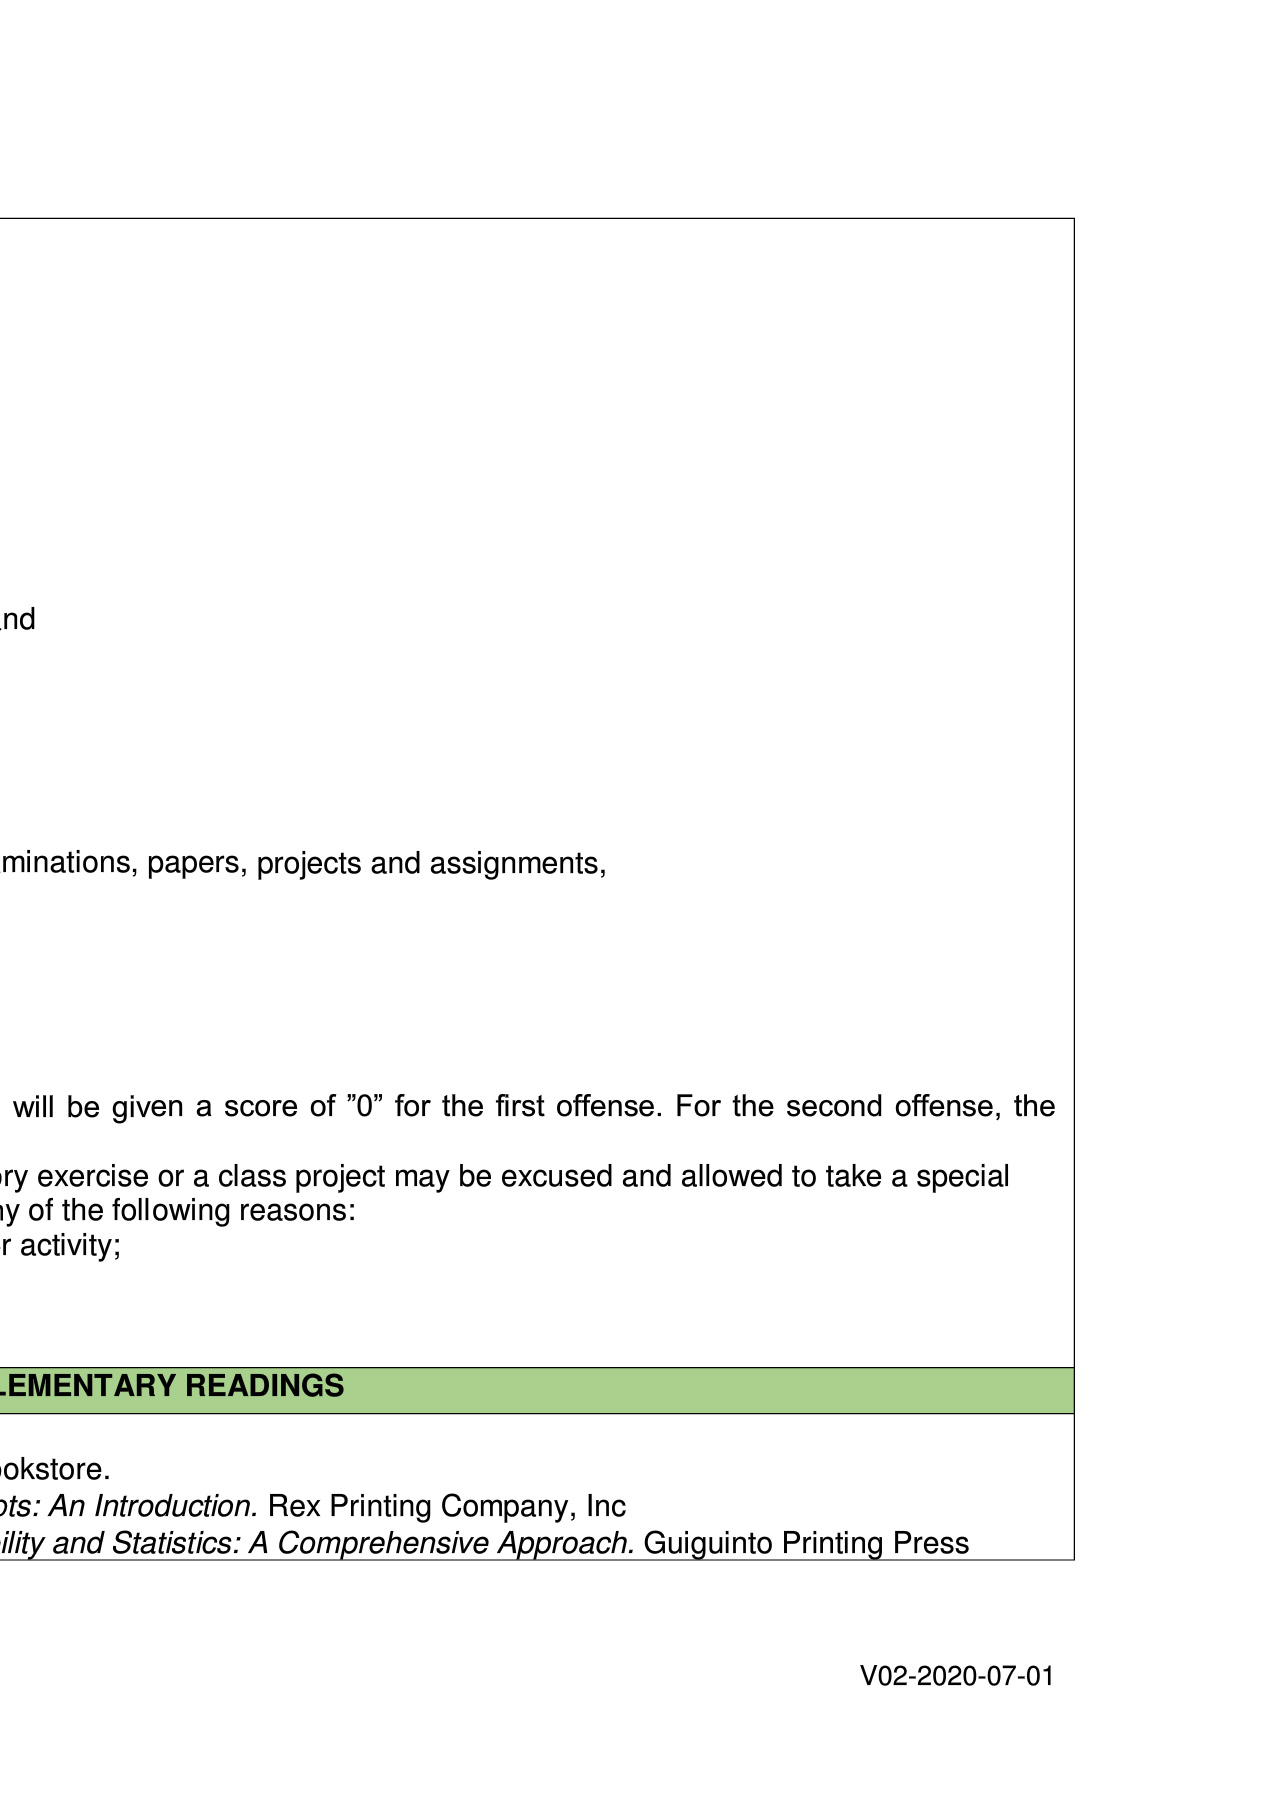 nd
minations, papers, projects and assignments,
will be given a score of ”0” for the first offense. For the second offense, the
ry exercise or a class project may be excused and allowed to take a special
y of the following reasons:
r activity;
LEMENTARY READINGS
okstore.
ts: An Introduction. Rex Printing Company, Inc
ility and Statistics: A Comprehensive Approach. Guiguinto Printing Press
V02-2020-07-01